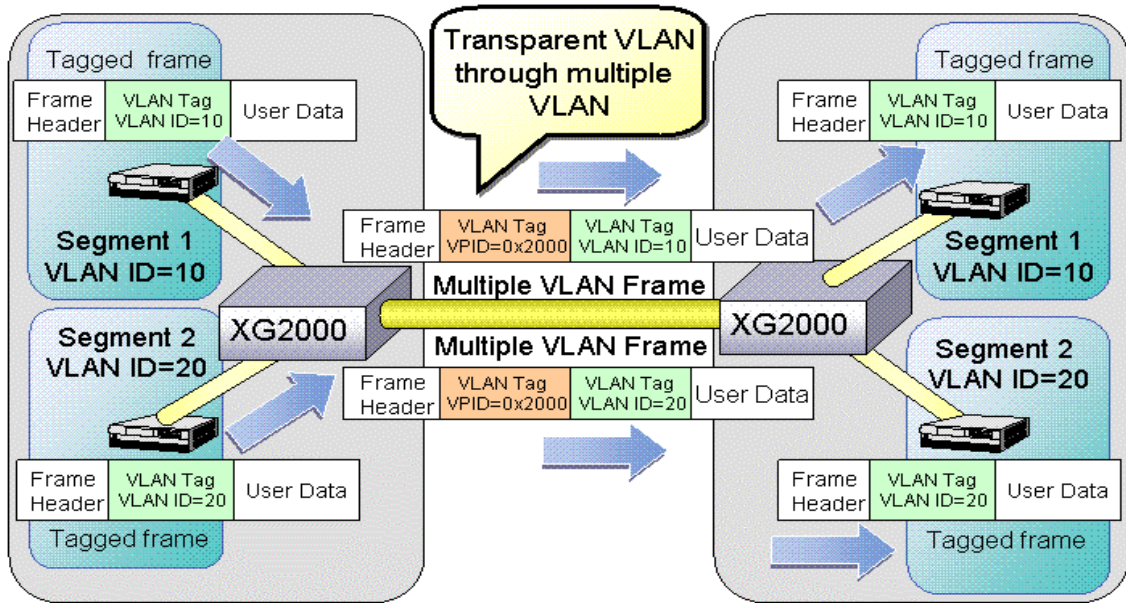 Tagged frame
Frame Header
VLAN Tag VLAN ID=10
User Data
Segment 1
VLAN ID=10
XG2000
Segment 2
VLAN ID=20
Frame Header
VLAN Tag VLAN ID=20
User Data
Tagged frame
Transparent VLAN
through multiple
VLAN
Frame Header
VLAN Tag VPID=0x2000
VLAN Tag VLAN ID=10
User Data
Multiple VLAN Frame
Multiple VLAN Frame
Frame Header
VLAN Tag VPID=0x2000
VLAN Tag VLAN ID=20
User Data
Tagged frame
Frame Header
VLAN Tag VLAN ID=10
User Data
Segment 1
VLAN ID=10
XG2000
Segment 2
VLAN ID=20
Frame Header
VLAN Tag VLAN ID=20
User Data
Tagged frame